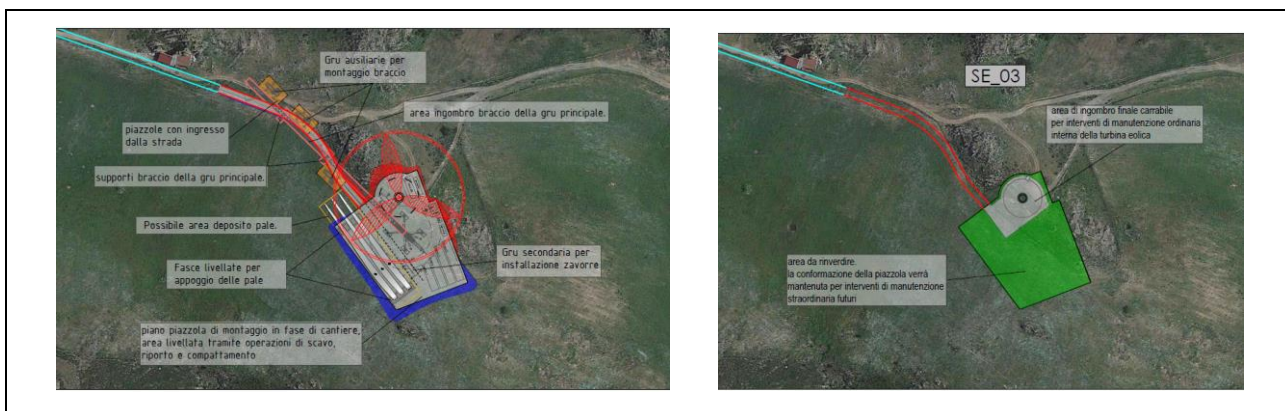 Gru ausiliarie per
montaggio braccio
area ingombro braccio della gru principale.
piazzole con ingresso
dalla strada
supporti braccio della gru principale.
Possibile area deposito pale.
Fasce livellate per
appoggio delle pale
Gru secondaria per
installazione zavorre
piano piazzola di montaggio in fase di cantiere,
area livellata tramite operazioni di scavo,
riporto e compattamento
SE_03
area di ingombro finale carrabile
per interventi di manutenzione ordinaria
interna della turbina eolica
area da rinverdire.
la conformazione della piazzola verrà
mantenuta per interventi di manutenzione
straordinaria futuri